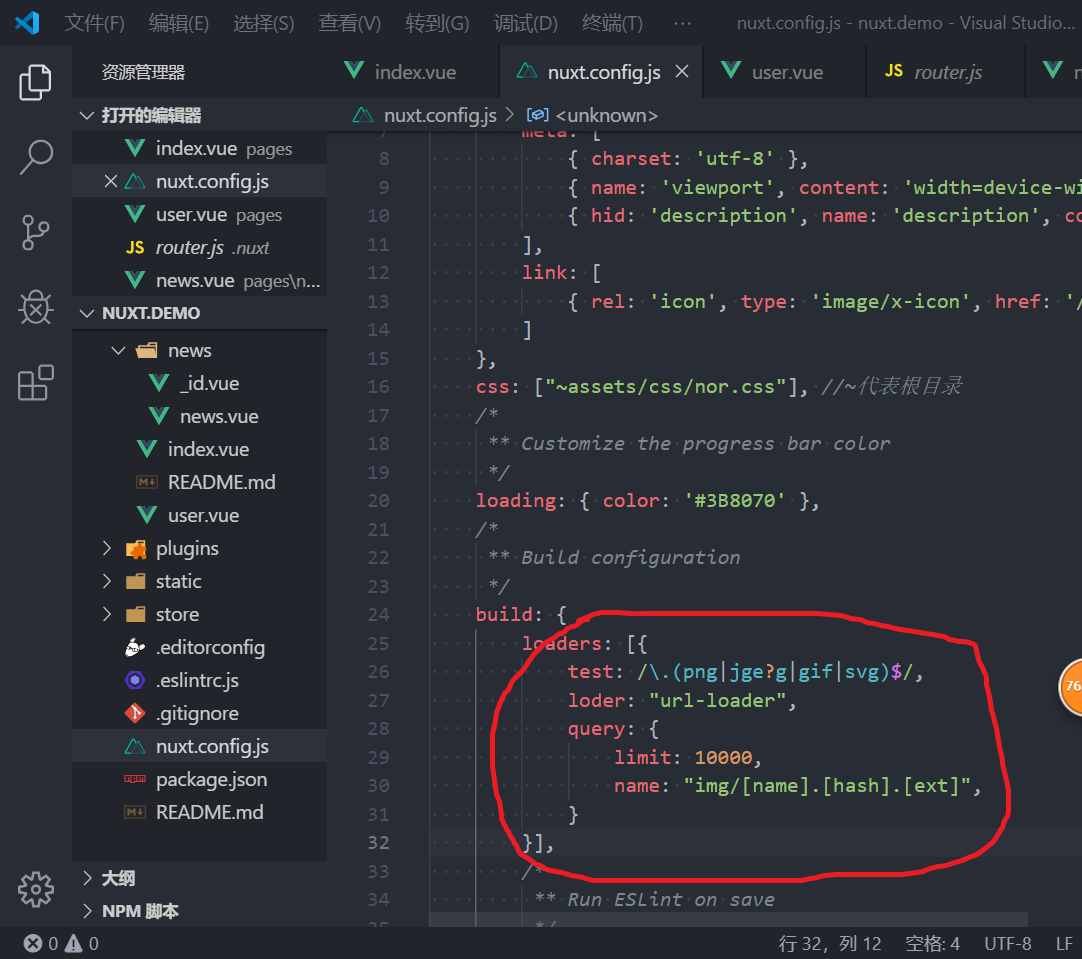 文件(F) 编辑(E) 选择(S) 查看(V) 转到(G) 调试(D) 终端(T) ··· nuxt.config.js - nuxt.demo - Visual Studio...
资源管理器
index.vue nuxt.config.js user.vue JS router.js
打开的编辑器
index.vue pages
nuxt.config.js
user.vue pages
JS router.js .nuxt
news.vue pages\n...
NUXT.DEMO
news
_id.vue
news.vue
index.vue
README.md
user.vue
plugins
static
store
.editorconfig
.eslintrc.js
.gitignore
nuxt.config.js
package.json
README.md
大纲
NPM 脚本
nuxt.config.js > <unknown>
7 meta: [
8 { charset: 'utf-8' },
9 { name: 'viewport', content: 'width=device-wi
10 { hid: 'description', name: 'description', co
11 ],
12 link: [
13 { rel: 'icon', type: 'image/x-icon', href: '/
14 ]
15 },
16 css: ["~assets/css/nor.css"], //~代表根目录
17 /*
18 ** Customize the progress bar color
19 */
20 loading: { color: '#3B8070' },
21 /*
22 ** Build configuration
23 */
24 build: {
25 loaders: [{
26 test: /\.(png|jge?g|gif|svg)$/,
27 loder: "url-loader",
28 query: {
29 limit: 10000,
30 name: "img/[name].[hash].[ext]",
31 }
32 }],
33 /*
34 ** Run ESLint on save
35 */
76
0 0 行 32，列 12 空格: 4 UTF-8 LF